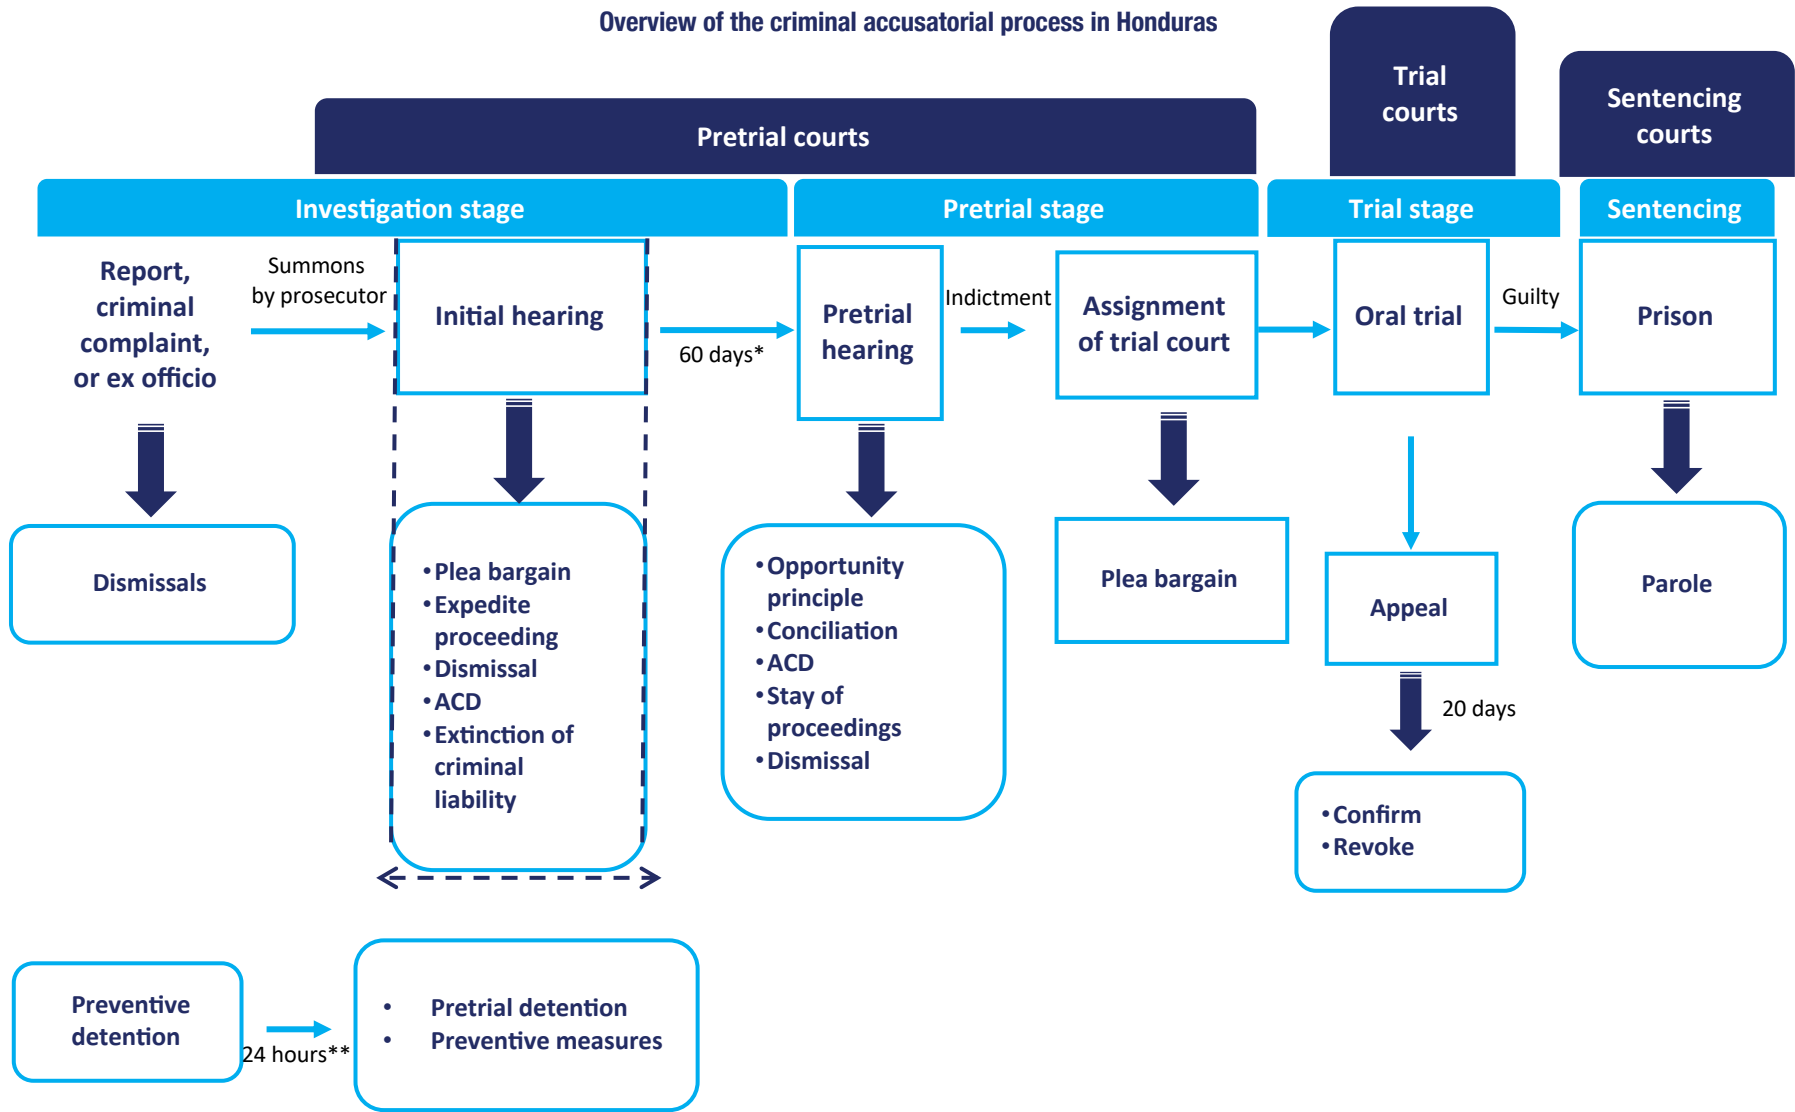 Overview of the criminal accusatorial process in Honduras
Trial
courts
Sentencing
courts
Pretrial courts
Investigation stage
Pretrial stage
Trial stage
Sentencing
Report,
criminal
complaint,
or ex officio
Summons
by prosecutor
Initial hearing
60 days*
Pretrial
hearing
Indictment
Assignment
of trial court
Oral trial
Guilty
Prison
Dismissals
• Plea bargain
• Expedite
proceeding
• Dismissal
• ACD
• Extinction of
criminal
liability
• Opportunity
principle
• Conciliation
• ACD
• Stay of
proceedings
• Dismissal
Plea bargain
Appeal
20 days
• Confirm
• Revoke
Parole
Preventive
detention
24 hours**
• Pretrial detention
• Preventive measures